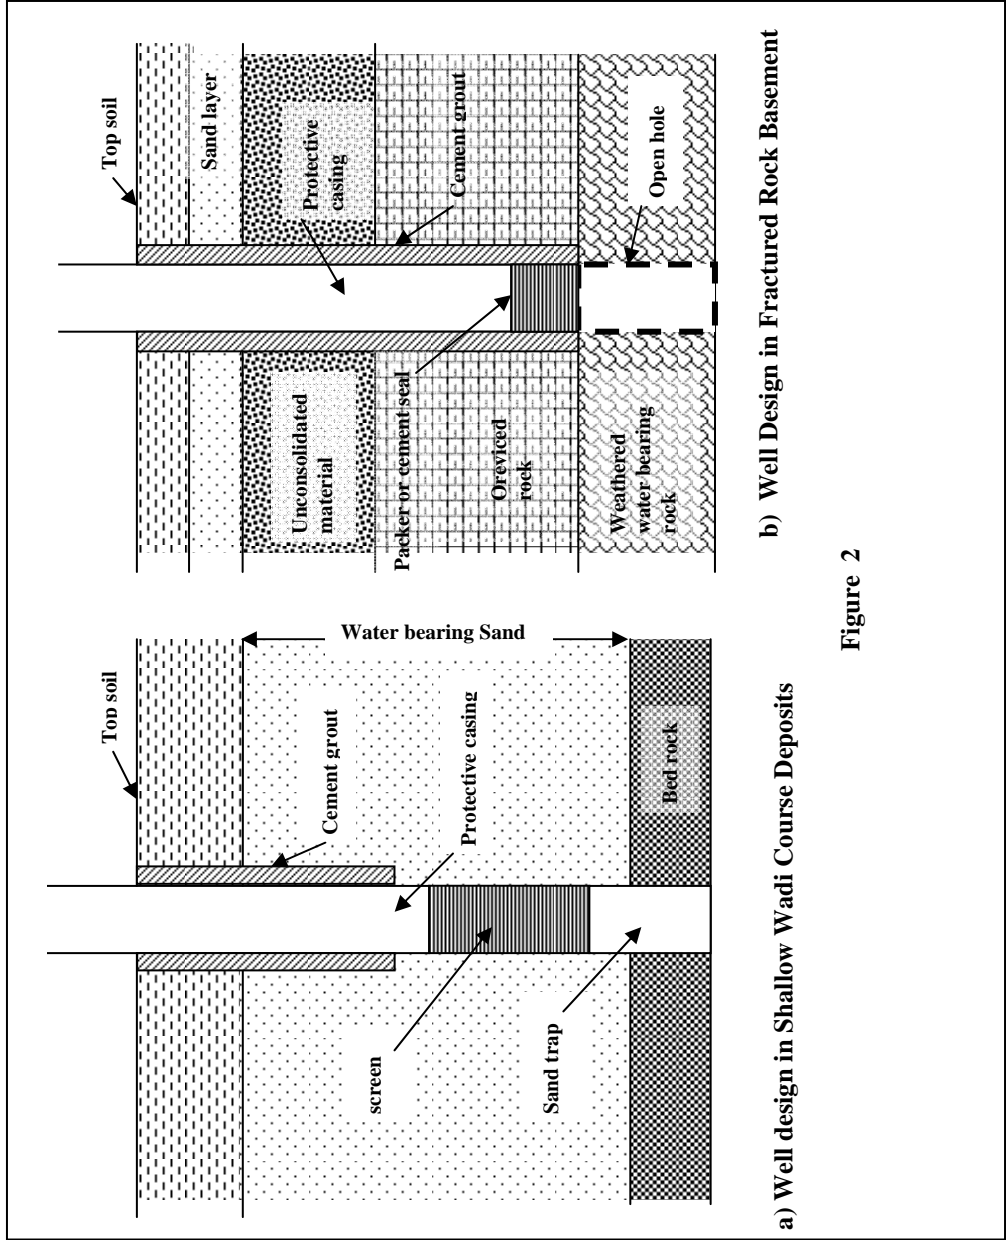 Top soil
Water bearing Sand
Cement grout
Protective casing
screen
Sand trap
Bed rock
a) Well design in Shallow Wadi Course Deposits
Top soil
Sand layer
Protective
casing
Unconsolidated
material
Cement grout
Packer or cement seal
Oreviced
rock
Open hole
Weathered
water bearing
rock
b) Well Design in Fractured Rock Basement
Figure 2